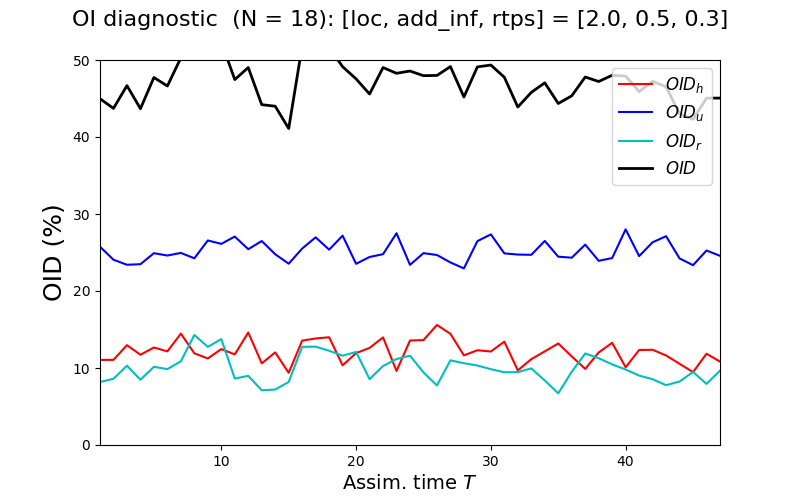 OI diagnostic (N = 18): [loc, add_inf, rtps] = [2.0, 0.5, 0.3]
50
40
30
20
10
0
OID (%)
OID_h
OID_u
OID_r
OID
10
20
30
40
Assim. time T